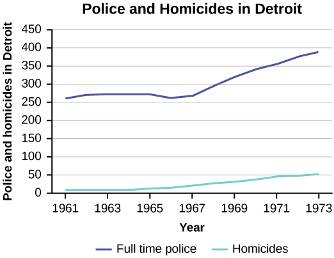 Police and Homicides in Detroit
Police and homicides in Detroit
450
400
350
300
250
200
150
100
50
0
1961 1963 1965 1967 1969 1971 1973
Year
Full time police Homicides